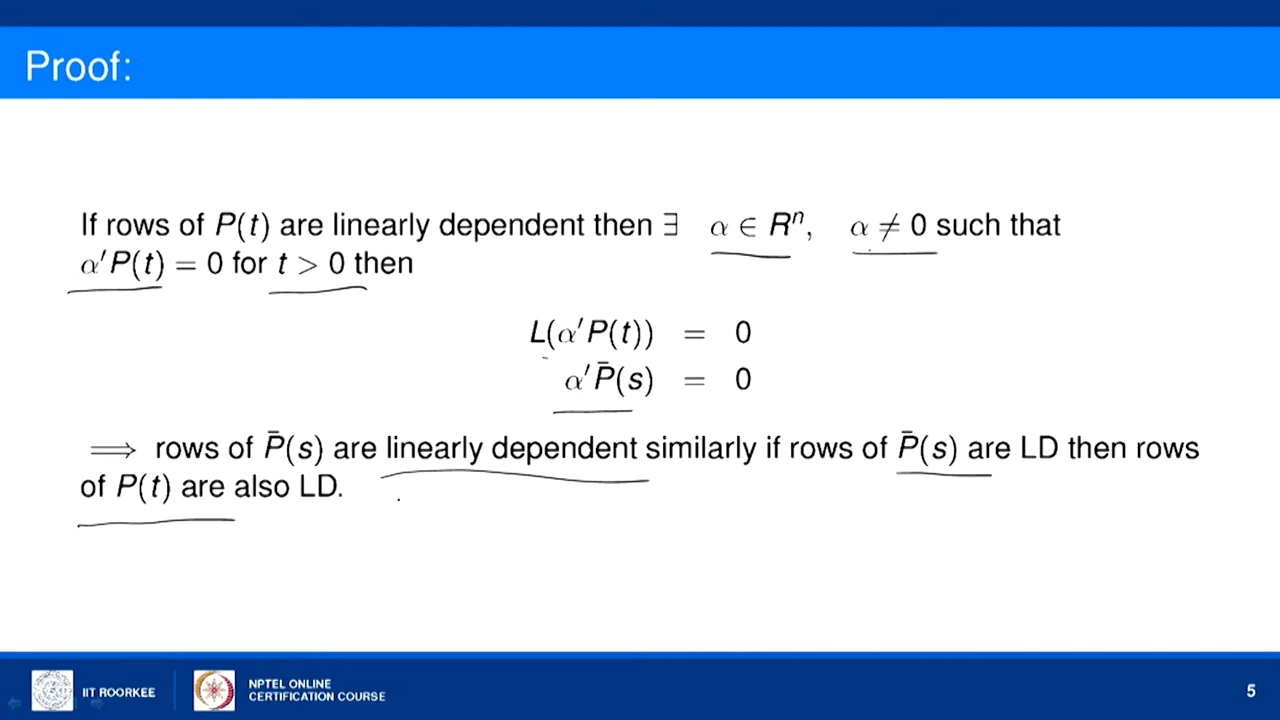 Proof:
If rows of P(t) are linearly dependent then ∃ α ∈ Rⁿ, α ≠ 0 such that
α′P(t) = 0 for t > 0 then
L(α′P(t)) = 0
α′P̄(s) = 0
⟹ rows of P̄(s) are linearly dependent similarly if rows of P̄(s) are LD then rows
of P(t) are also LD.
IIT ROORKEE
NPTEL ONLINE
CERTIFICATION COURSE
5